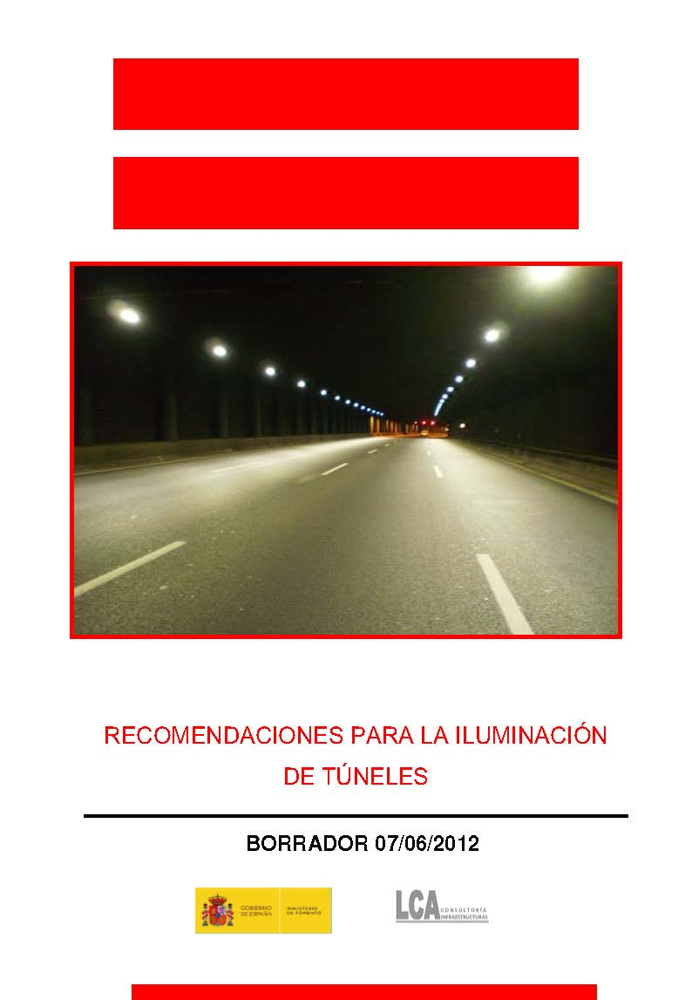 RECOMENDACIONES PARA LA ILUMINACIÓN
DE TÚNELES
BORRADOR 07/06/2012
GOBIERNO
DE ESPAÑA
MINISTERIO
DE FOMENTO
LCA
CONSULTORÍA
INFRAESTRUCTURAS